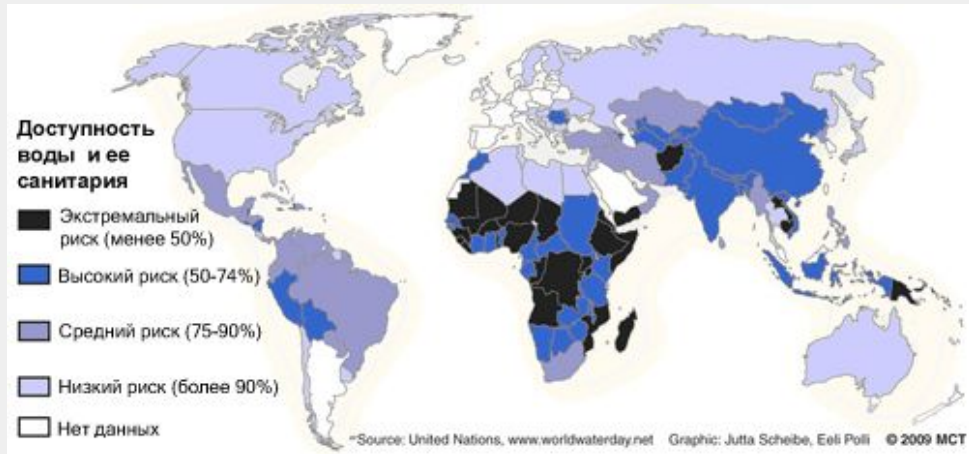 Доступность
воды и ее
санитария
Экстремальный
риск (менее 50%)
Высокий риск (50-74%)
Средний риск (75-90%)
Низкий риск (более 90%)
Нет данных
Source: United Nations, www.worldwaterday.net Graphic: Jutta Scheibe, Eeli Polli © 2009 MCT